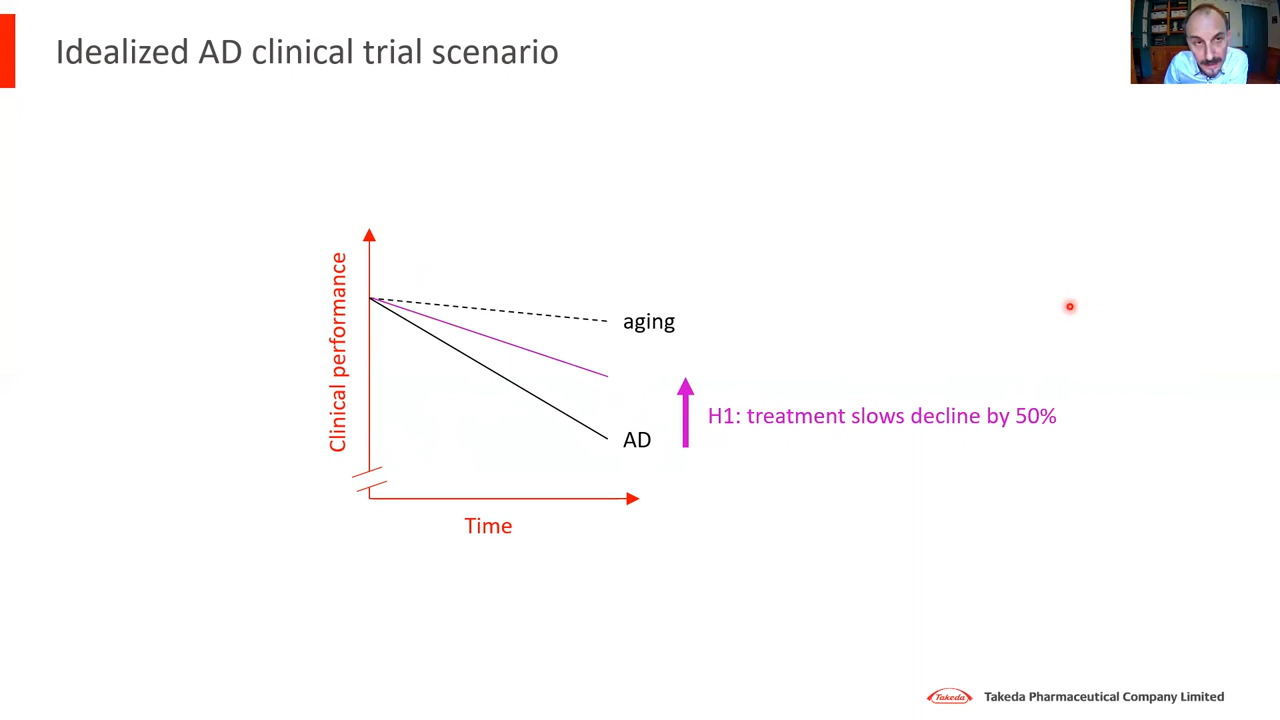 Idealized AD clinical trial scenario
Clinical performance
aging
H1: treatment slows decline by 50%
AD
Time
Takeda
Takeda Pharmaceutical Company Limited